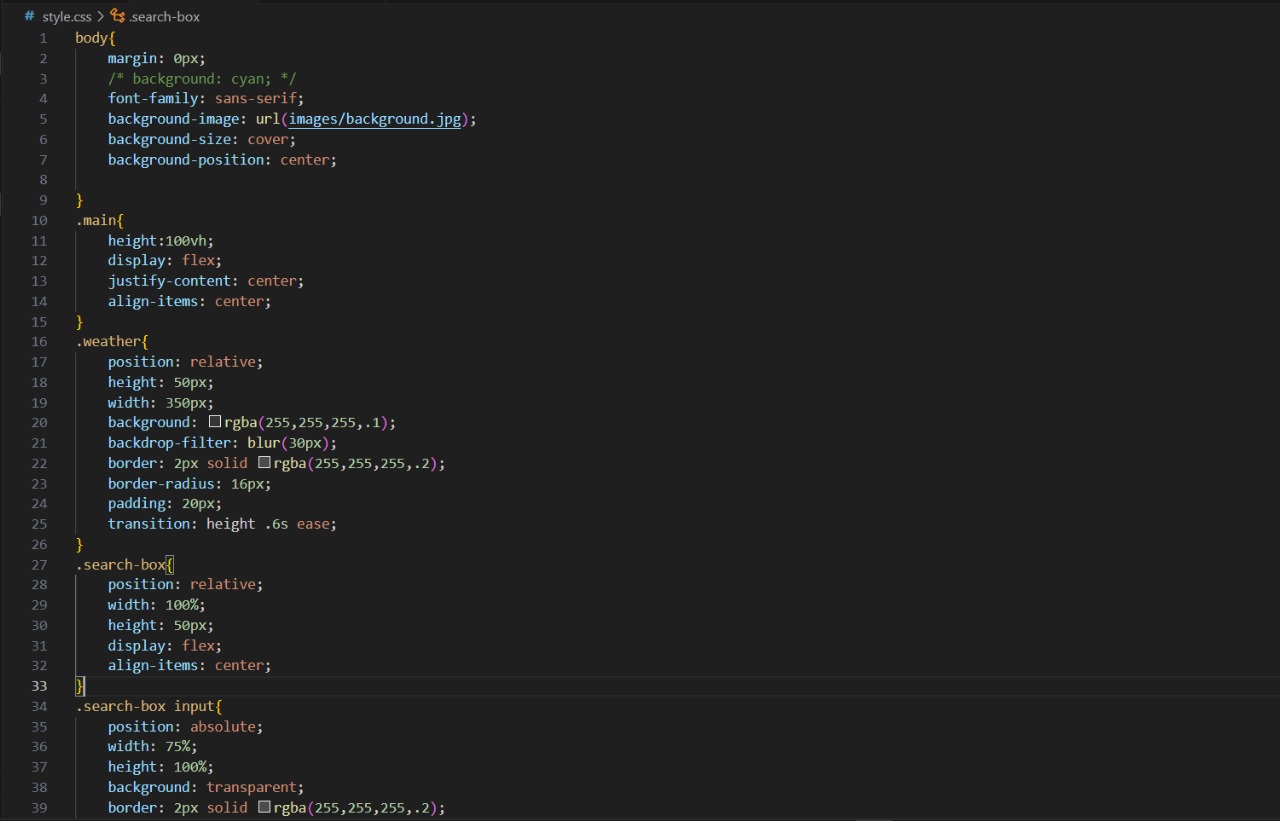 # style.css > .search-box
1 body{
2     margin: 0px;
3     /* background: cyan; */
4     font-family: sans-serif;
5     background-image: url(images/background.jpg);
6     background-size: cover;
7     background-position: center;
8
9 }
10 .main{
11     height:100vh;
12     display: flex;
13     justify-content: center;
14     align-items: center;
15 }
16 .weather{
17     position: relative;
18     height: 50px;
19     width: 350px;
20     background: rgba(255,255,255,.1);
21     backdrop-filter: blur(30px);
22     border: 2px solid rgba(255,255,255,.2);
23     border-radius: 16px;
24     padding: 20px;
25     transition: height .6s ease;
26 }
27 .search-box{
28     position: relative;
29     width: 100%;
30     height: 50px;
31     display: flex;
32     align-items: center;
33 }
34 .search-box input{
35     position: absolute;
36     width: 75%;
37     height: 100%;
38     background: transparent;
39     border: 2px solid rgba(255,255,255,.2);